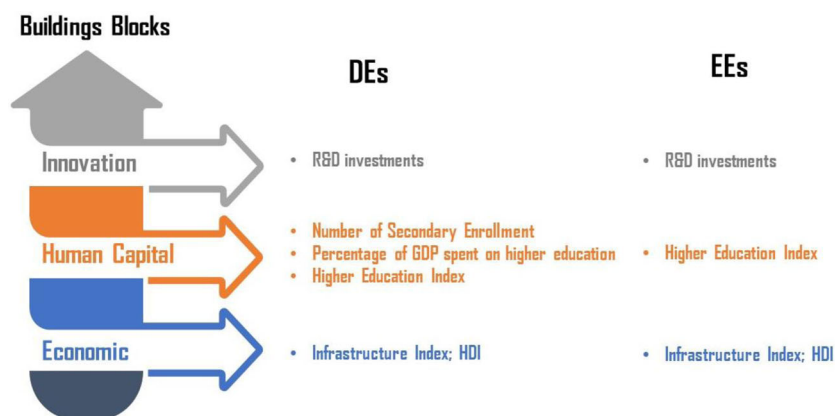 Buildings Blocks
DEs
EEs
Innovation
• R&D investments
• R&D investments
Human Capital
• Number of Secondary Enrollment
• Percentage of GDP spent on higher education
• Higher Education Index
• Higher Education Index
Economic
• Infrastructure Index; HDI
• Infrastructure Index; HDI